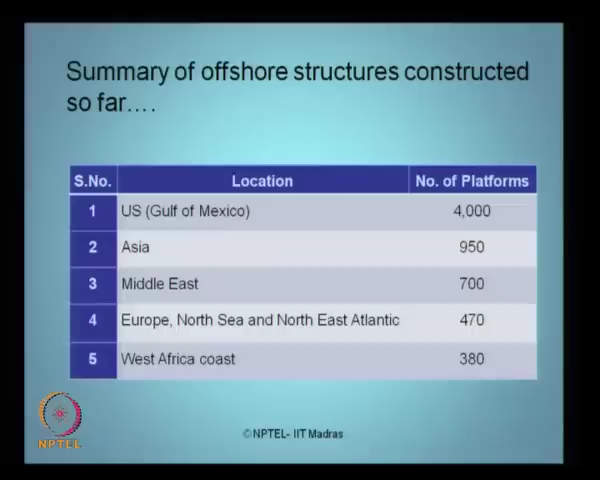 Summary of offshore structures constructed
so far....
S.No. Location No. of Platforms
1 US (Gulf of Mexico) 4,000
2 Asia 950
3 Middle East 700
4 Europe, North Sea and North East Atlantic 470
5 West Africa coast 380
NPTEL
©NPTEL- IIT Madras